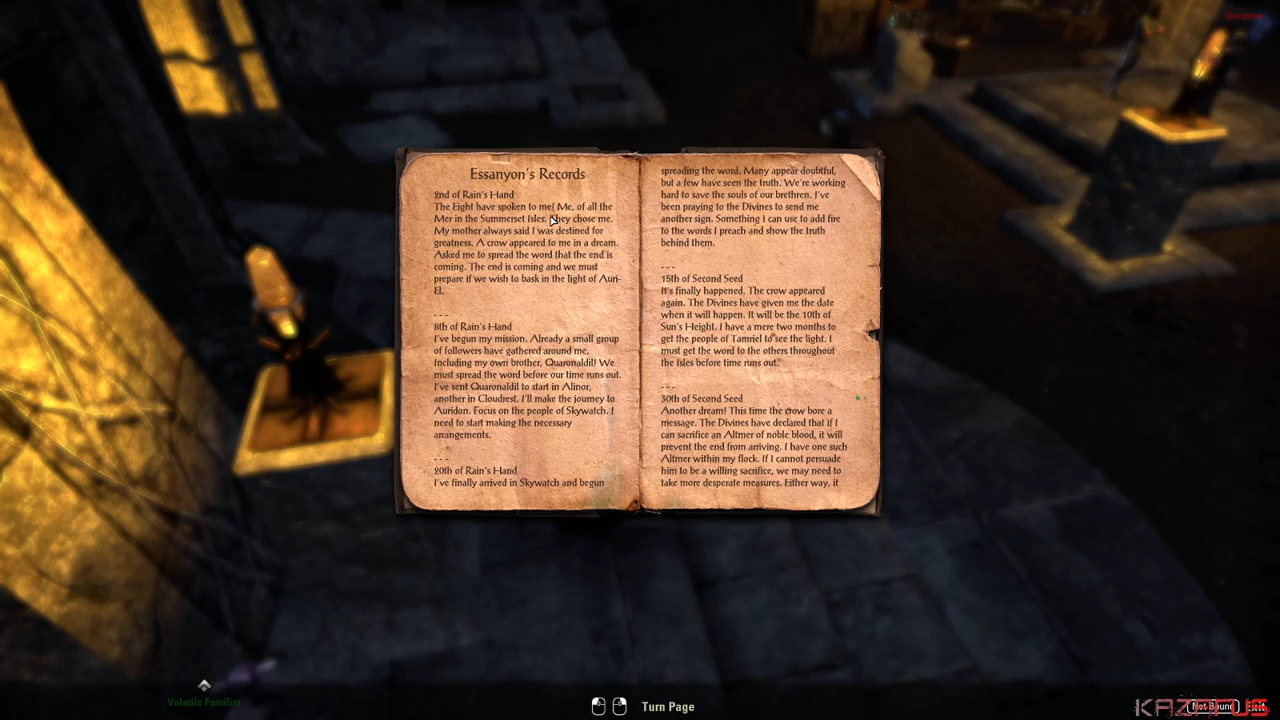 Uriscantar
Essanyon's Records
2nd of Rain's Hand
The Eight have spoken to me! Me, of all the
Mer in the Summerset Isles. They chose me.
My mother always said I was destined for
greatness. A crow appeared to me in a dream.
Asked me to spread the word that the end is
coming. The end is coming and we must
prepare if we wish to bask in the light of Auri-
El.
---
8th of Rain's Hand
I've begun my mission. Already a small group
of followers have gathered around me,
including my own brother, Quaronaldil! We
must spread the word before our time runs out.
I've sent Quaronaldil to start in Alinor,
another in Cloudrest. I'll make the journey to
Auridon. Focus on the people of Skywatch. I
need to start making the necessary
arrangements.
---
20th of Rain's Hand
I've finally arrived in Skywatch and begun
spreading the word. Many appear doubtful,
but a few have seen the truth. We're working
hard to save the souls of our brethren. I've
been praying to the Divines to send me
another sign. Something I can use to add fire
to the words I preach and show the truth
behind them.
---
15th of Second Seed
It's finally happened. The crow appeared
again. The Divines have given me the date
when it will happen. It will be the 10th of
Sun's Height. I have a mere two months to
get the people of Tamriel to see the light. I
must get the word to the others throughout
the Isles before time runs out.
---
30th of Second Seed
Another dream! This time the crow bore a
message. The Divines have declared that if I
can sacrifice an Altmer of noble blood, it will
prevent the end from arriving. I have one such
Altmer within my flock. If I cannot persuade
him to be a willing sacrifice, we may need to
take more desperate measures. Either way, it
Volatile Familiar
Turn Page
Not Bound Exit
KAZARUS